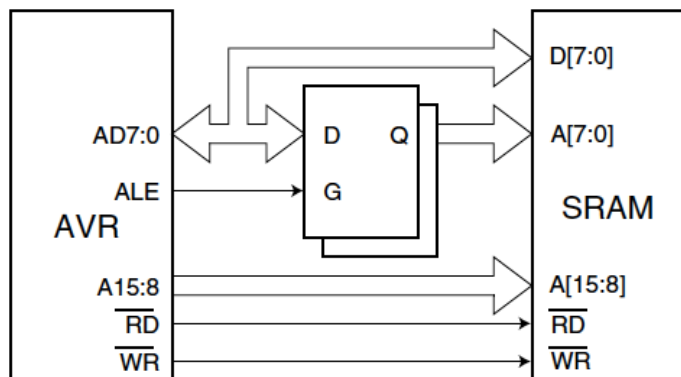 D[7:0]
AD7:0 D Q A[7:0]
ALE G
AVR SRAM
A15:8 A[15:8]
RD RD
WR WR